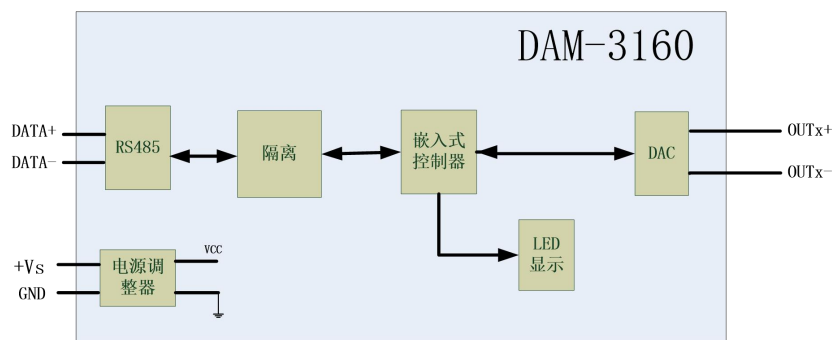 DAM-3160
DATA+
DATA-
RS485
隔离
嵌入式
控制器
DAC
OUTx+
OUTx-
LED
显示
+Vs
GND
电源调
整器
VCC